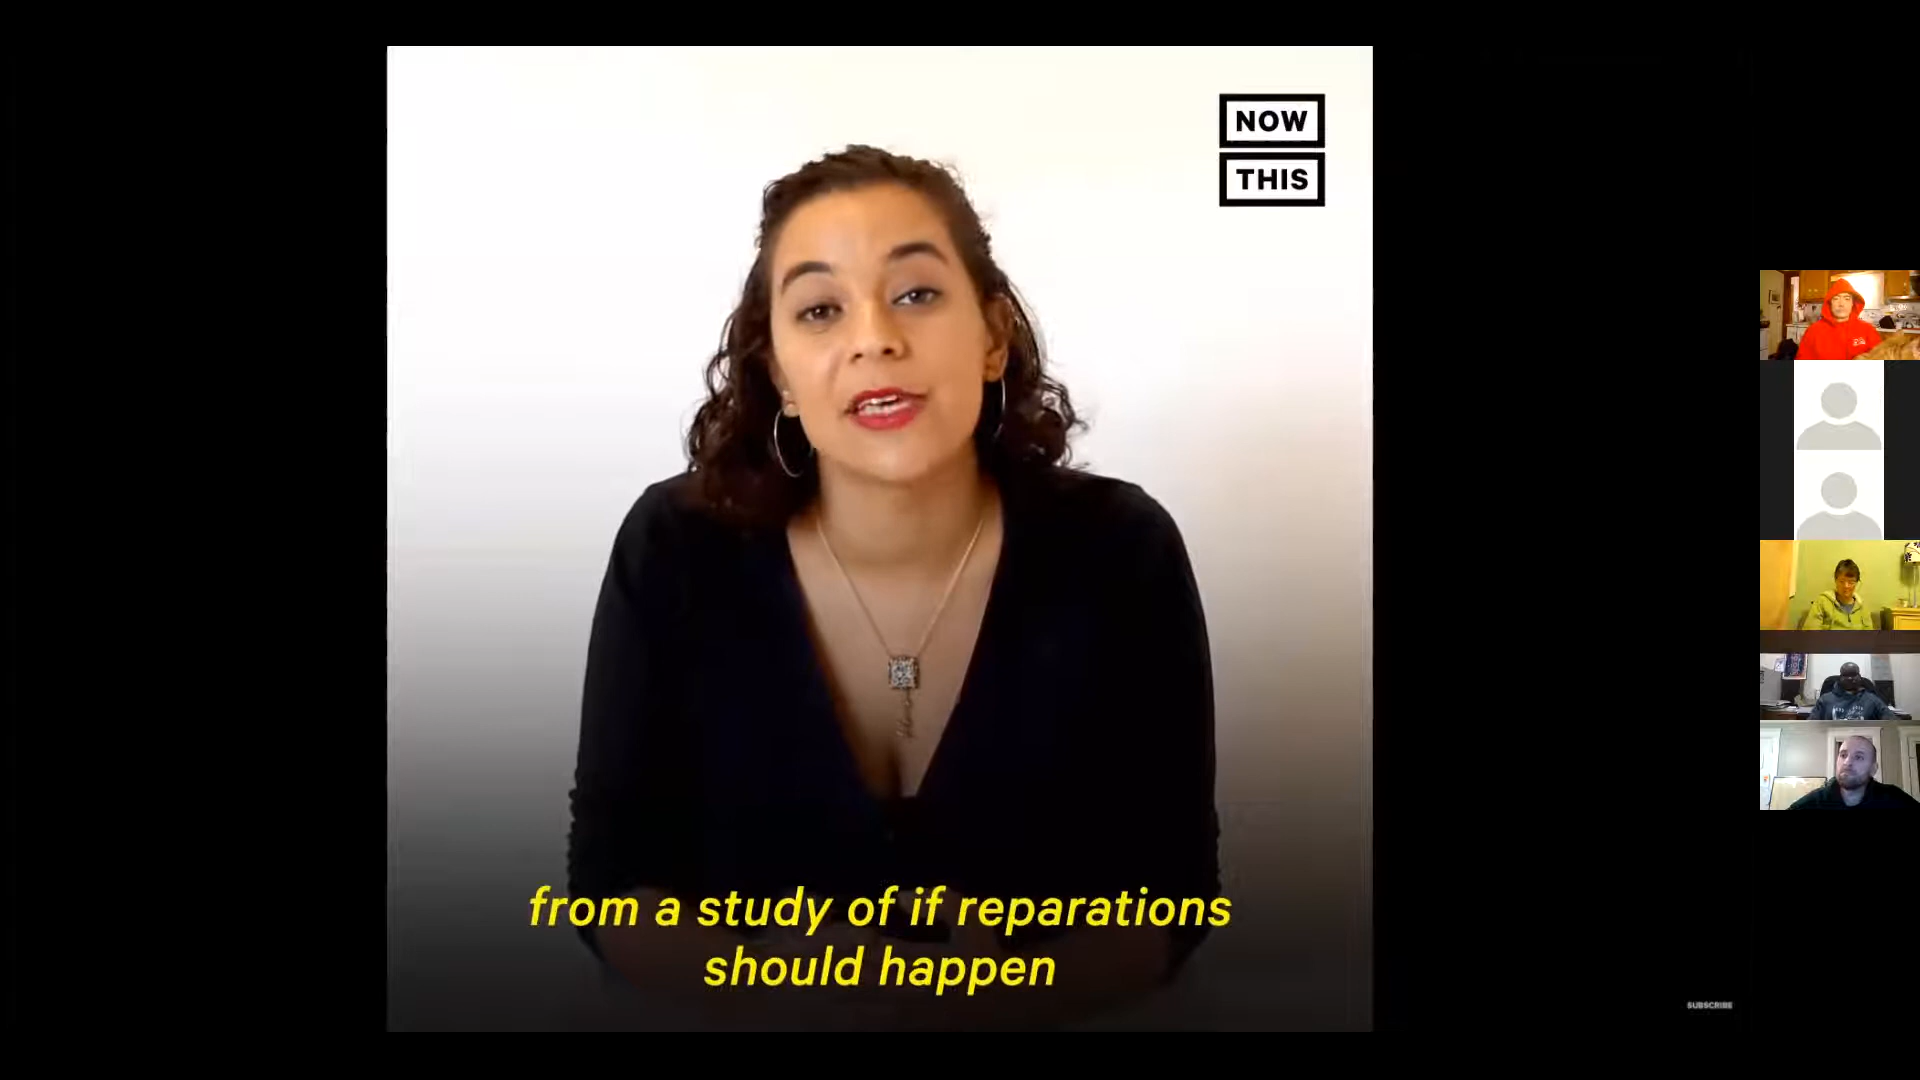 NOW
THIS
from a study of if reparations
should happen
SUBSCRIBE